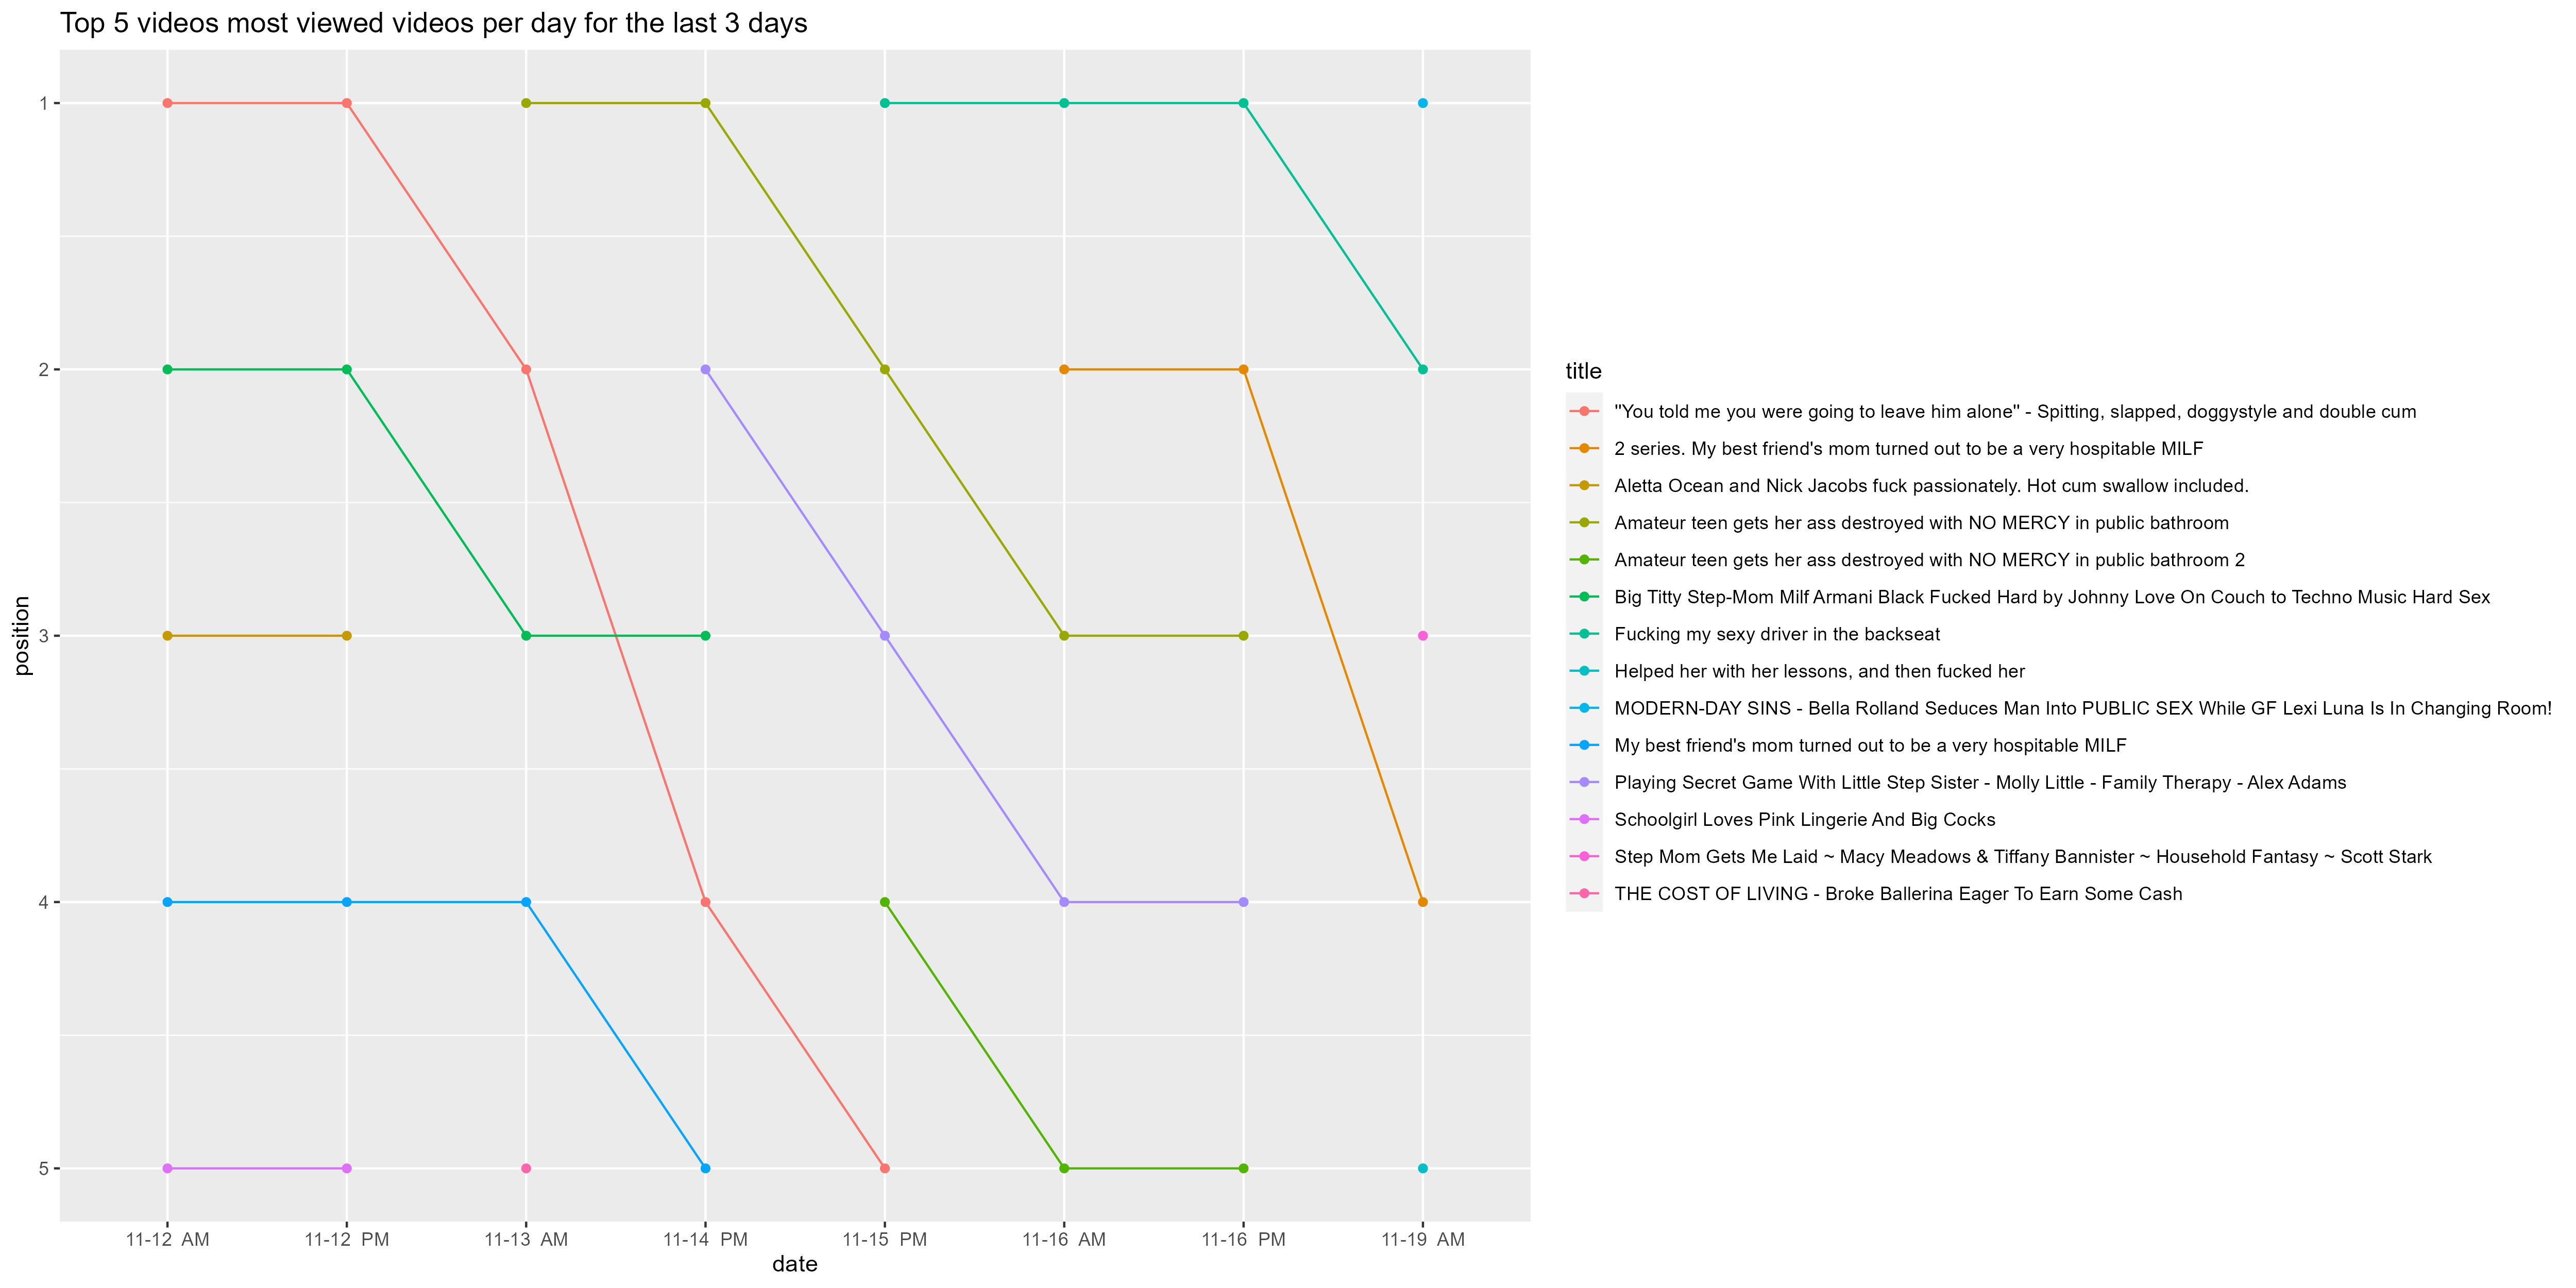 Top 5 videos most viewed videos per day for the last 3 days
1
2
3
4
5
position
11-12 AM
11-12 PM
11-13 AM
11-14 PM
11-15 PM
11-16 AM
11-16 PM
11-19 AM
date
title
"You told me you were going to leave him alone" - Spitting, slapped, doggystyle and double cum
2 series. My best friend's mom turned out to be a very hospitable MILF
Aletta Ocean and Nick Jacobs fuck passionately. Hot cum swallow included.
Amateur teen gets her ass destroyed with NO MERCY in public bathroom
Amateur teen gets her ass destroyed with NO MERCY in public bathroom 2
Big Titty Step-Mom Milf Armani Black Fucked Hard by Johnny Love On Couch to Techno Music Hard Sex
Fucking my sexy driver in the backseat
Helped her with her lessons, and then fucked her
MODERN-DAY SINS - Bella Rolland Seduces Man Into PUBLIC SEX While GF Lexi Luna Is In Changing Room!
My best friend's mom turned out to be a very hospitable MILF
Playing Secret Game With Little Step Sister - Molly Little - Family Therapy - Alex Adams
Schoolgirl Loves Pink Lingerie And Big Cocks
Step Mom Gets Me Laid ~ Macy Meadows & Tiffany Bannister ~ Household Fantasy ~ Scott Stark
THE COST OF LIVING - Broke Ballerina Eager To Earn Some Cash